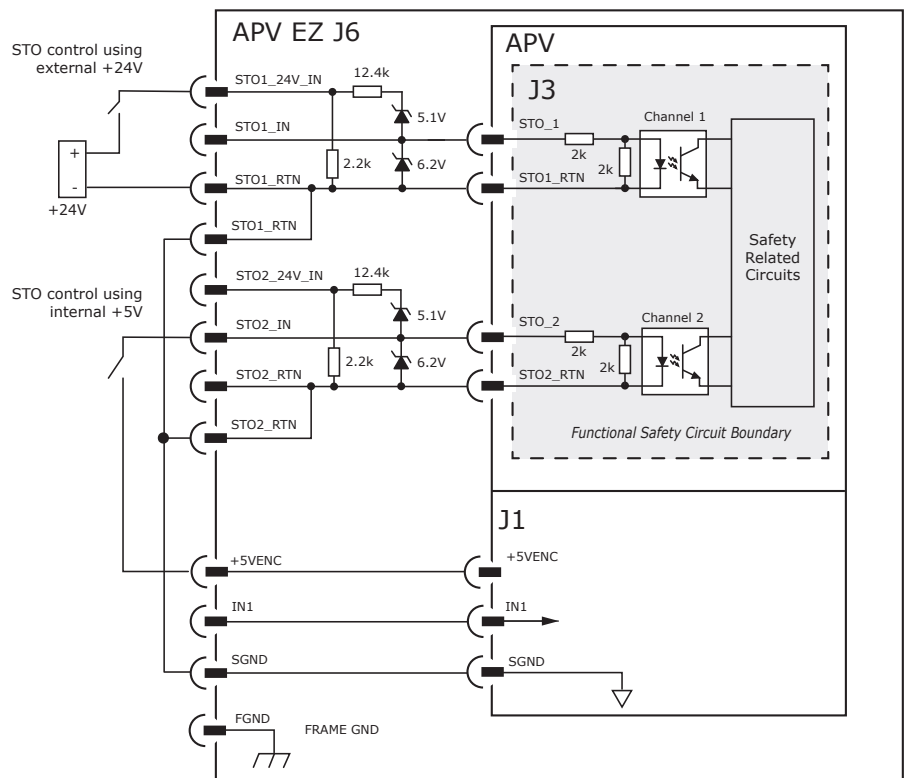 APV EZ J6
APV
STO control using
external +24V
STO1_24V_IN
12.4k
5.1V
STO1_IN
2.2k
6.2V
STO1_RTN
+
-
+24V
STO1_RTN
J3
STO_1
2k
2k
Channel 1
STO1_RTN
Safety
Related
Circuits
STO2_24V_IN
12.4k
5.1V
STO control using
internal +5V
STO2_IN
2.2k
6.2V
STO2_RTN
STO2_RTN
STO_2
2k
2k
Channel 2
STO2_RTN
Functional Safety Circuit Boundary
J1
+5VENC
+5VENC
IN1
IN1
SGND
SGND
FGND
FRAME GND